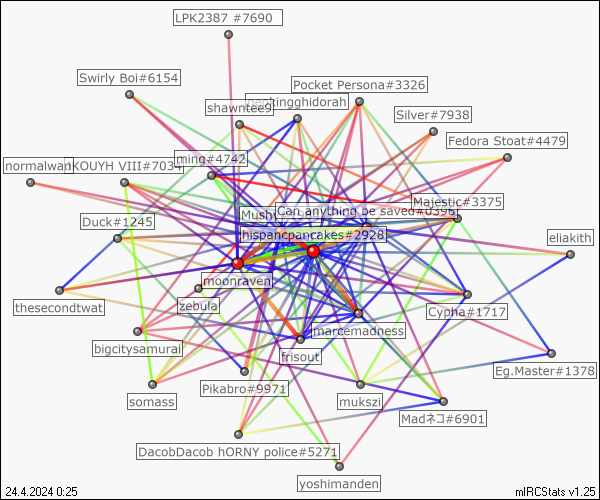 LPK2387 #7690
Swirly Boi#6154
Pocket Persona#3326
shawntee9
ngkingghidorah
Silver#7938
Fedora Stoat#4479
ming#4742
normalwan
KOUYH VIII#7034
Majestic#3375
Mush
Can anything be saved#0396
Duck#1245
hispancpancakes#2928
eliakith
moonraven
thesecondtwat
zebula
Cypha#1717
marcemadness
bigcitysamurai
frisout
Eg.Master#1378
Pikabro#9971
somass
mukszi
Madネコ#6901
DacobDacob hORNY police#5271
yoshimanden
24.4.2024 0:25
mIRCStats v1.25